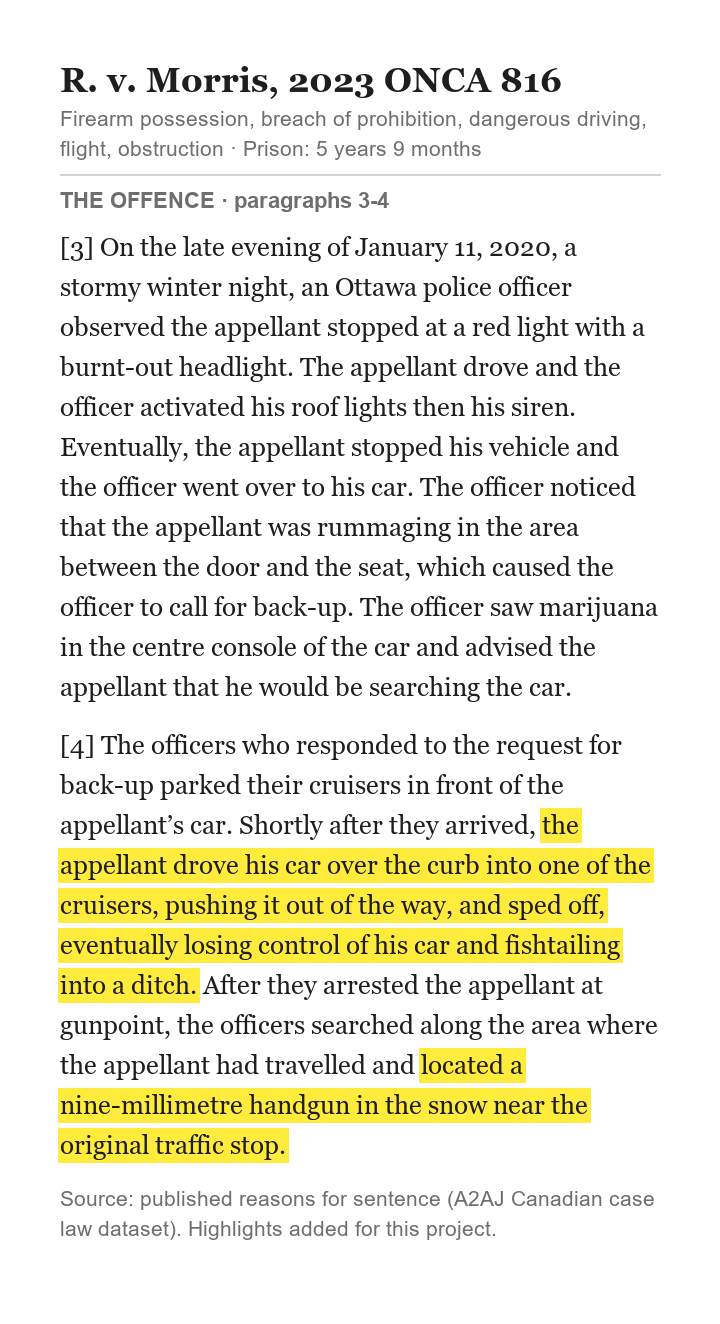 R. v. Morris, 2023 ONCA 816
Firearm possession, breach of prohibition, dangerous driving,
flight, obstruction · Prison: 5 years 9 months
THE OFFENCE · paragraphs 3-4
[3] On the late evening of January 11, 2020, a
stormy winter night, an Ottawa police officer
observed the appellant stopped at a red light with a
burnt-out headlight. The appellant drove and the
officer activated his roof lights then his siren.
Eventually, the appellant stopped his vehicle and
the officer went over to his car. The officer noticed
that the appellant was rummaging in the area
between the door and the seat, which caused the
officer to call for back-up. The officer saw marijuana
in the centre console of the car and advised the
appellant that he would be searching the car.
[4] The officers who responded to the request for
back-up parked their cruisers in front of the
appellant’s car. Shortly after they arrived, the
appellant drove his car over the curb into one of the
cruisers, pushing it out of the way, and sped off,
eventually losing control of his car and fishtailing
into a ditch. After they arrested the appellant at
gunpoint, the officers searched along the area where
the appellant had travelled and located a
nine-millimetre handgun in the snow near the
original traffic stop.
Source: published reasons for sentence (A2AJ Canadian case
law dataset). Highlights added for this project.